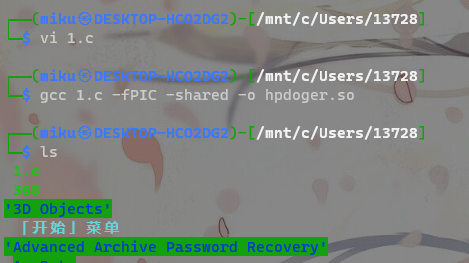 ┌──(miku㉿DESKTOP-HCO2DG2)-[/mnt/c/Users/13728]
└─$ vi 1.c
┌──(miku㉿DESKTOP-HCO2DG2)-[/mnt/c/Users/13728]
└─$ gcc 1.c -fPIC -shared -o hpdoger.so
┌──(miku㉿DESKTOP-HCO2DG2)-[/mnt/c/Users/13728]
└─$ ls
1.c
360
'3D Objects'
「开始」菜单
'Advanced Archive Password Recovery'